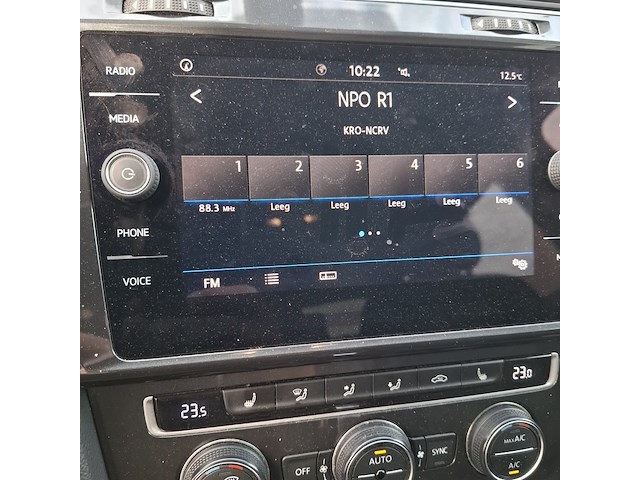 RADIO
10:22
12.5°C
MEDIA
<
NPO R1
>
KRO-NCRV
1 2 3 4 5 6
88.3 MHz Leeg Leeg Leeg Leeg Leeg
PHONE
VOICE
FM
23.5
23.0
OFF
AUTO
SYNC
MAX A/C
A/C